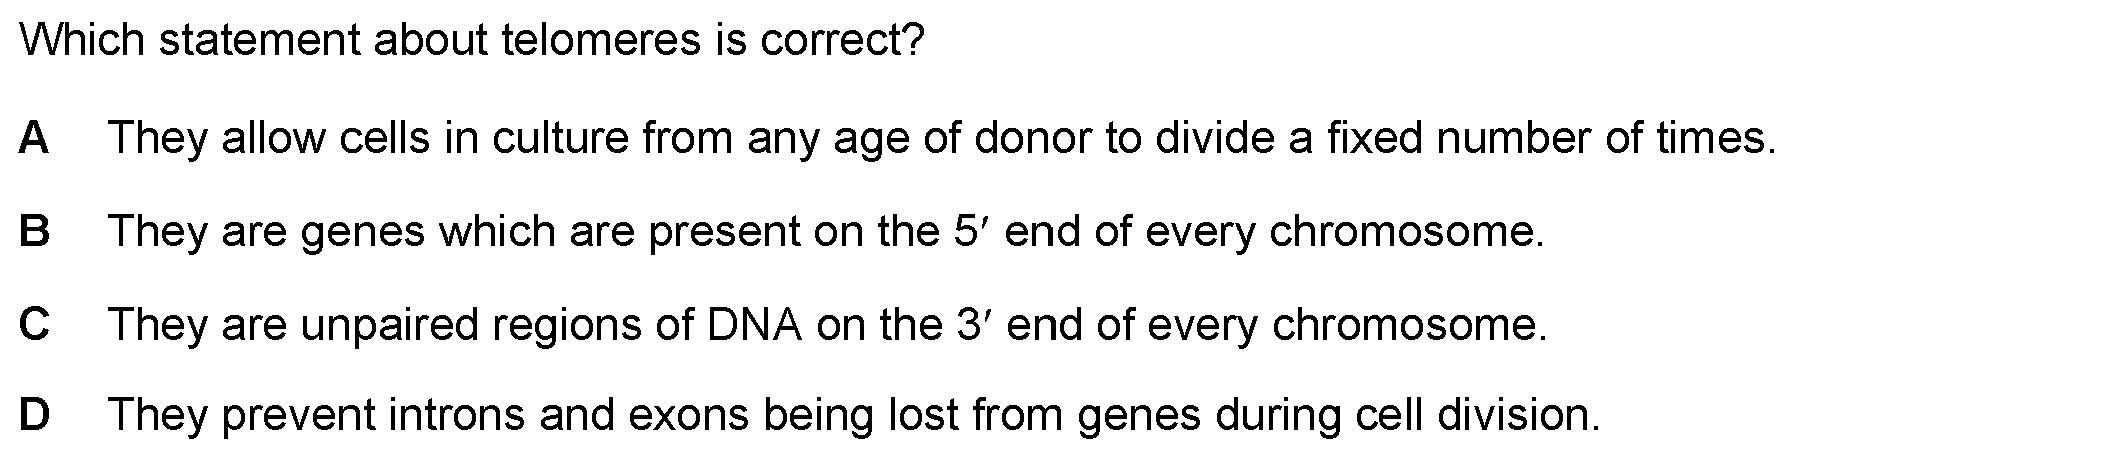 Which statement about telomeres is correct?
A They allow cells in culture from any age of donor to divide a fixed number of times.
B They are genes which are present on the 5′ end of every chromosome.
C They are unpaired regions of DNA on the 3′ end of every chromosome.
D They prevent introns and exons being lost from genes during cell division.